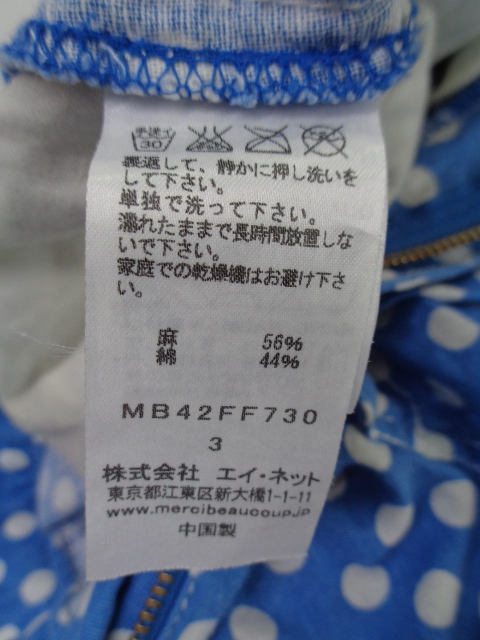 手洗イ
30
裏返して、静かに押し洗いを
して下さい。
単独で洗って下さい。
濡れたままで長時間放置しな
いで下さい。
家庭での乾燥機はお避け下さ
い。
麻 56%
綿 44%
MB42FF730
3
株式会社 エイ・ネット
東京都江東区新大橋1-1-11
www.mercibeaucoup.jp
中国製